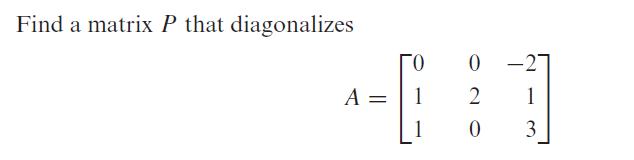 Find a matrix P that diagonalizes
0 0 −2
A = 1 2 1
1 0 3